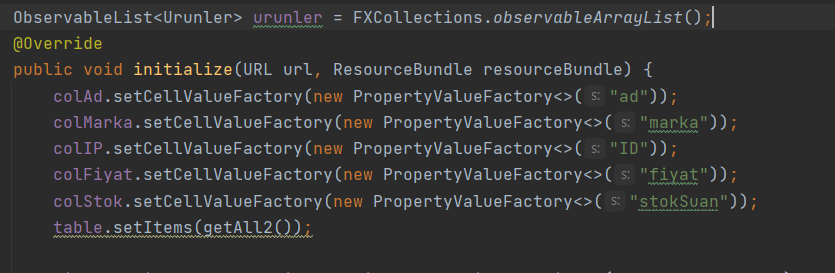 ObservableList<Urunler> urunler = FXCollections.observableArrayList();
@Override
public void initialize(URL url, ResourceBundle resourceBundle) {
colAd.setCellValueFactory(new PropertyValueFactory<>( s: "ad"));
colMarka.setCellValueFactory(new PropertyValueFactory<>( s: "marka"));
colIP.setCellValueFactory(new PropertyValueFactory<>( s: "ID"));
colFiyat.setCellValueFactory(new PropertyValueFactory<>( s: "fiyat"));
colStok.setCellValueFactory(new PropertyValueFactory<>( s: "stokSuan"));
table.setItems(getAll2());